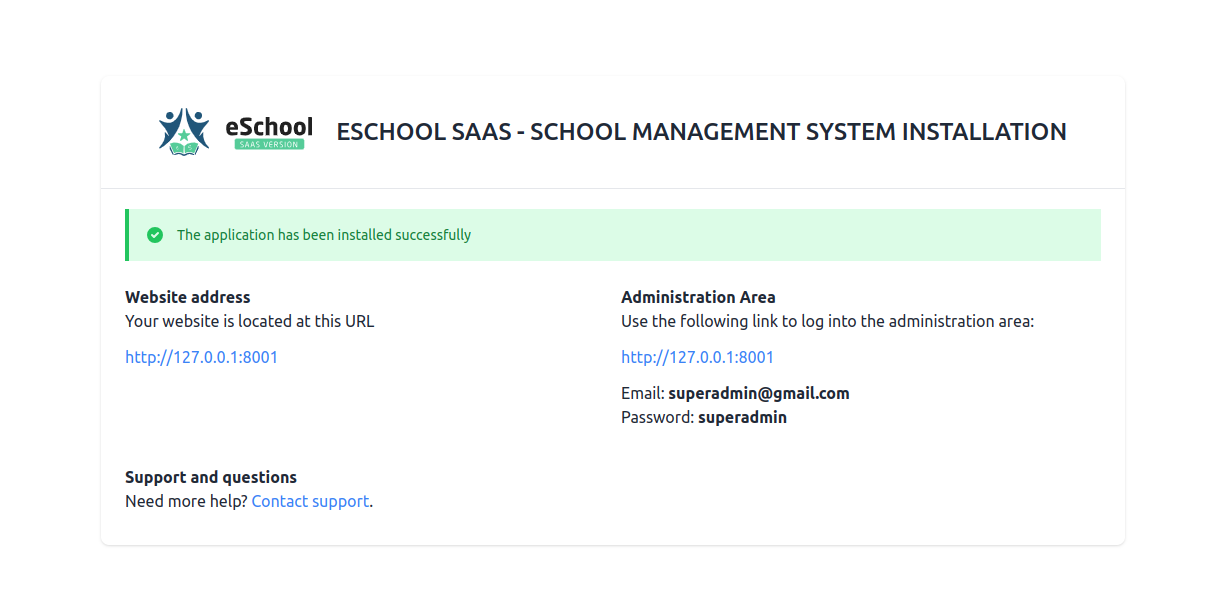 eSchool
SAAS VERSION
ESCHOOL SAAS - SCHOOL MANAGEMENT SYSTEM INSTALLATION
The application has been installed successfully
Website address
Your website is located at this URL
http://127.0.0.1:8001
Administration Area
Use the following link to log into the administration area:
http://127.0.0.1:8001
Email: superadmin@gmail.com
Password: superadmin
Support and questions
Need more help? Contact support.